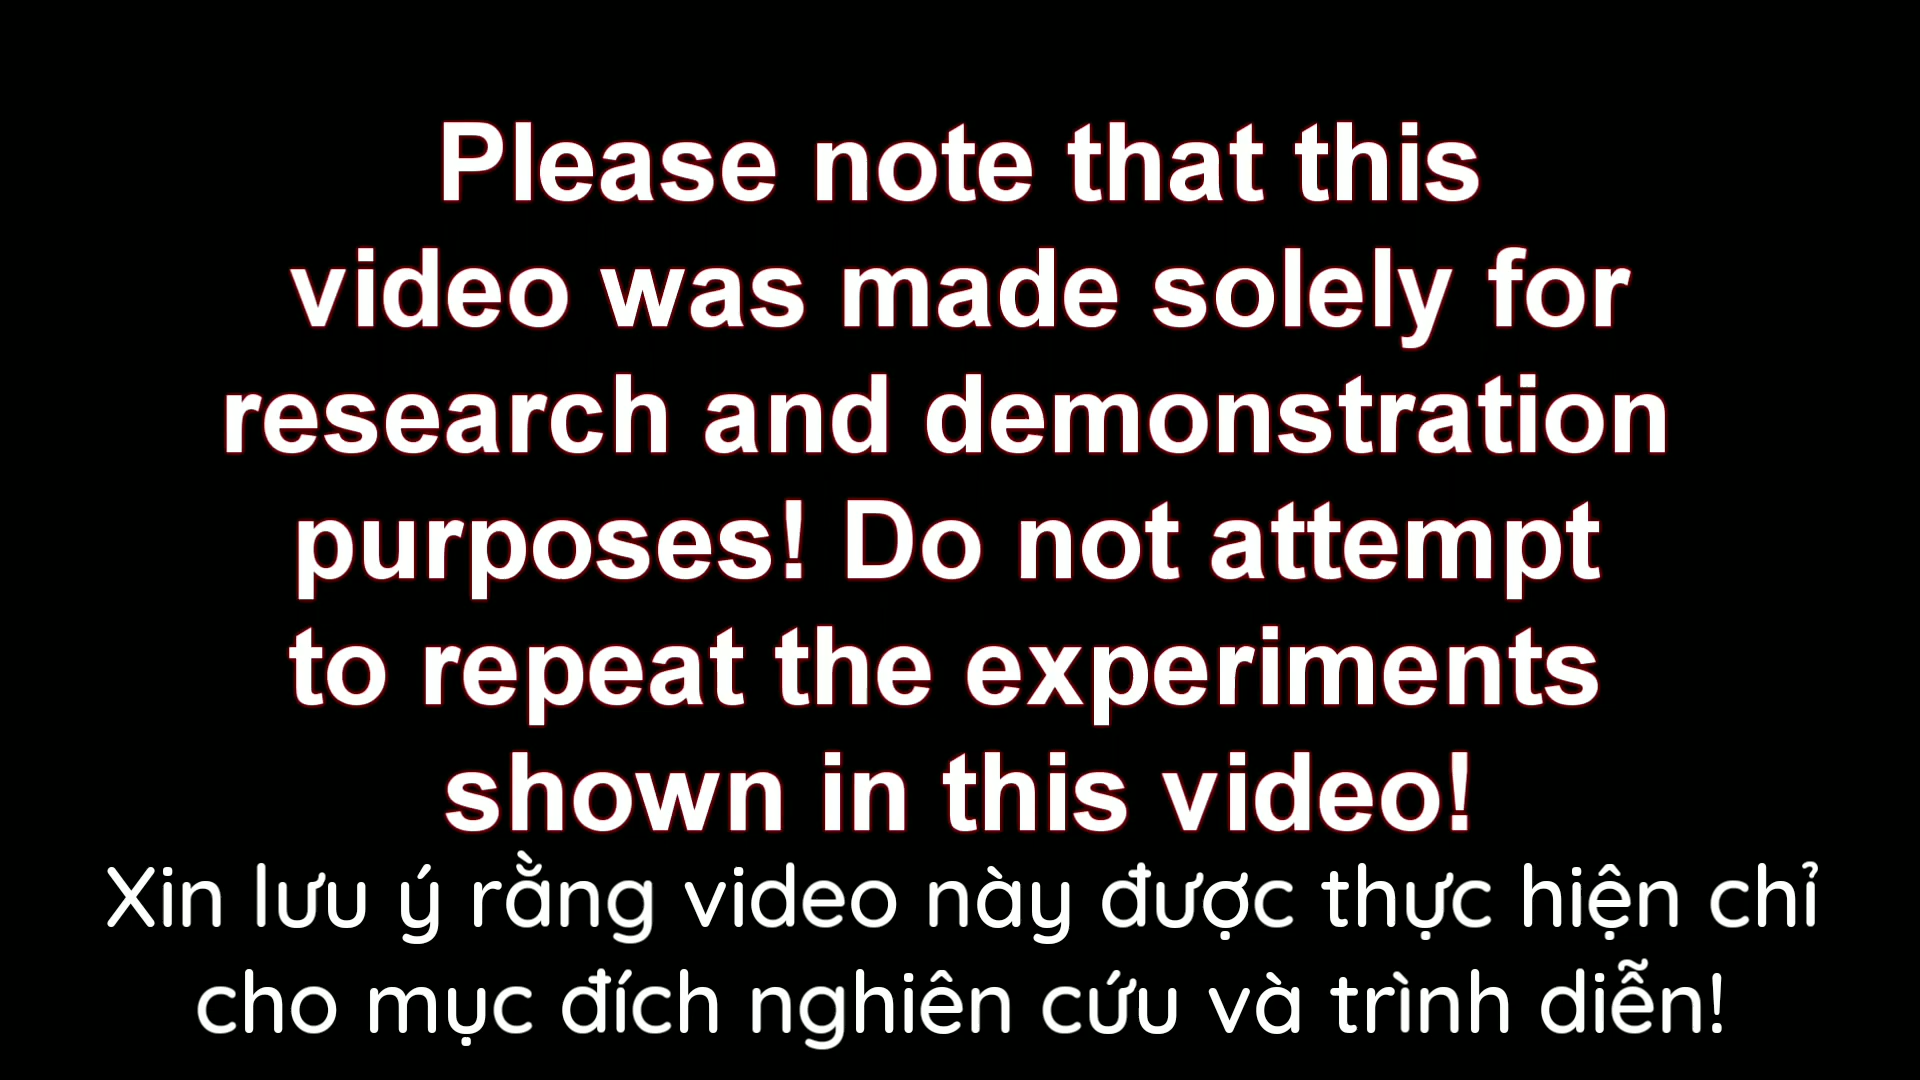 Please note that this
video was made solely for
research and demonstration
purposes! Do not attempt
to repeat the experiments
shown in this video!
Xin lưu ý rằng video này được thực hiện chỉ
cho mục đích nghiên cứu và trình diễn!